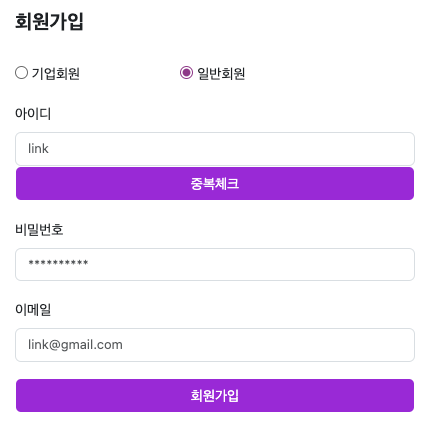 회원가입
기업회원 일반회원
아이디
link
중복체크
비밀번호
**********
이메일
link@gmail.com
회원가입